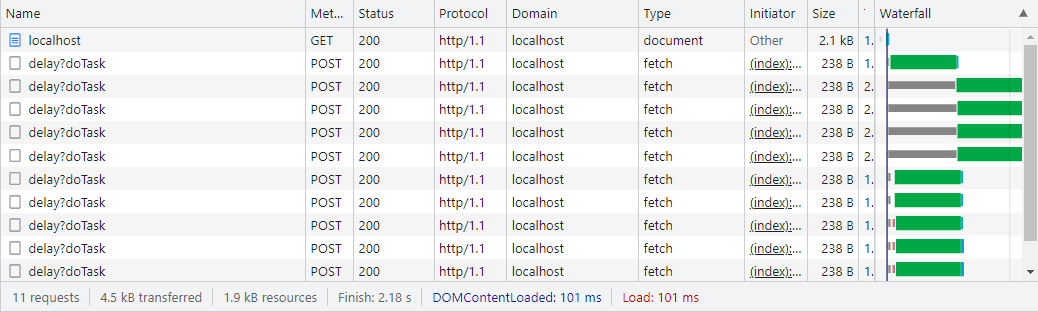 Name Met... Status Protocol Domain Type Initiator Size Waterfall
localhost GET 200 http/1.1 localhost document Other 2.1 kB 1.
delay?doTask POST 200 http/1.1 localhost fetch (index):... 238 B 1.
delay?doTask POST 200 http/1.1 localhost fetch (index):... 238 B 2.
delay?doTask POST 200 http/1.1 localhost fetch (index):... 238 B 2.
delay?doTask POST 200 http/1.1 localhost fetch (index):... 238 B 2.
delay?doTask POST 200 http/1.1 localhost fetch (index):... 238 B 2.
delay?doTask POST 200 http/1.1 localhost fetch (index):... 238 B 1.
delay?doTask POST 200 http/1.1 localhost fetch (index):... 238 B 1.
delay?doTask POST 200 http/1.1 localhost fetch (index):... 238 B 1.
delay?doTask POST 200 http/1.1 localhost fetch (index):... 238 B 1.
delay?doTask POST 200 http/1.1 localhost fetch (index):... 238 B 1.
11 requests 4.5 kB transferred 1.9 kB resources Finish: 2.18 s DOMContentLoaded: 101 ms Load: 101 ms